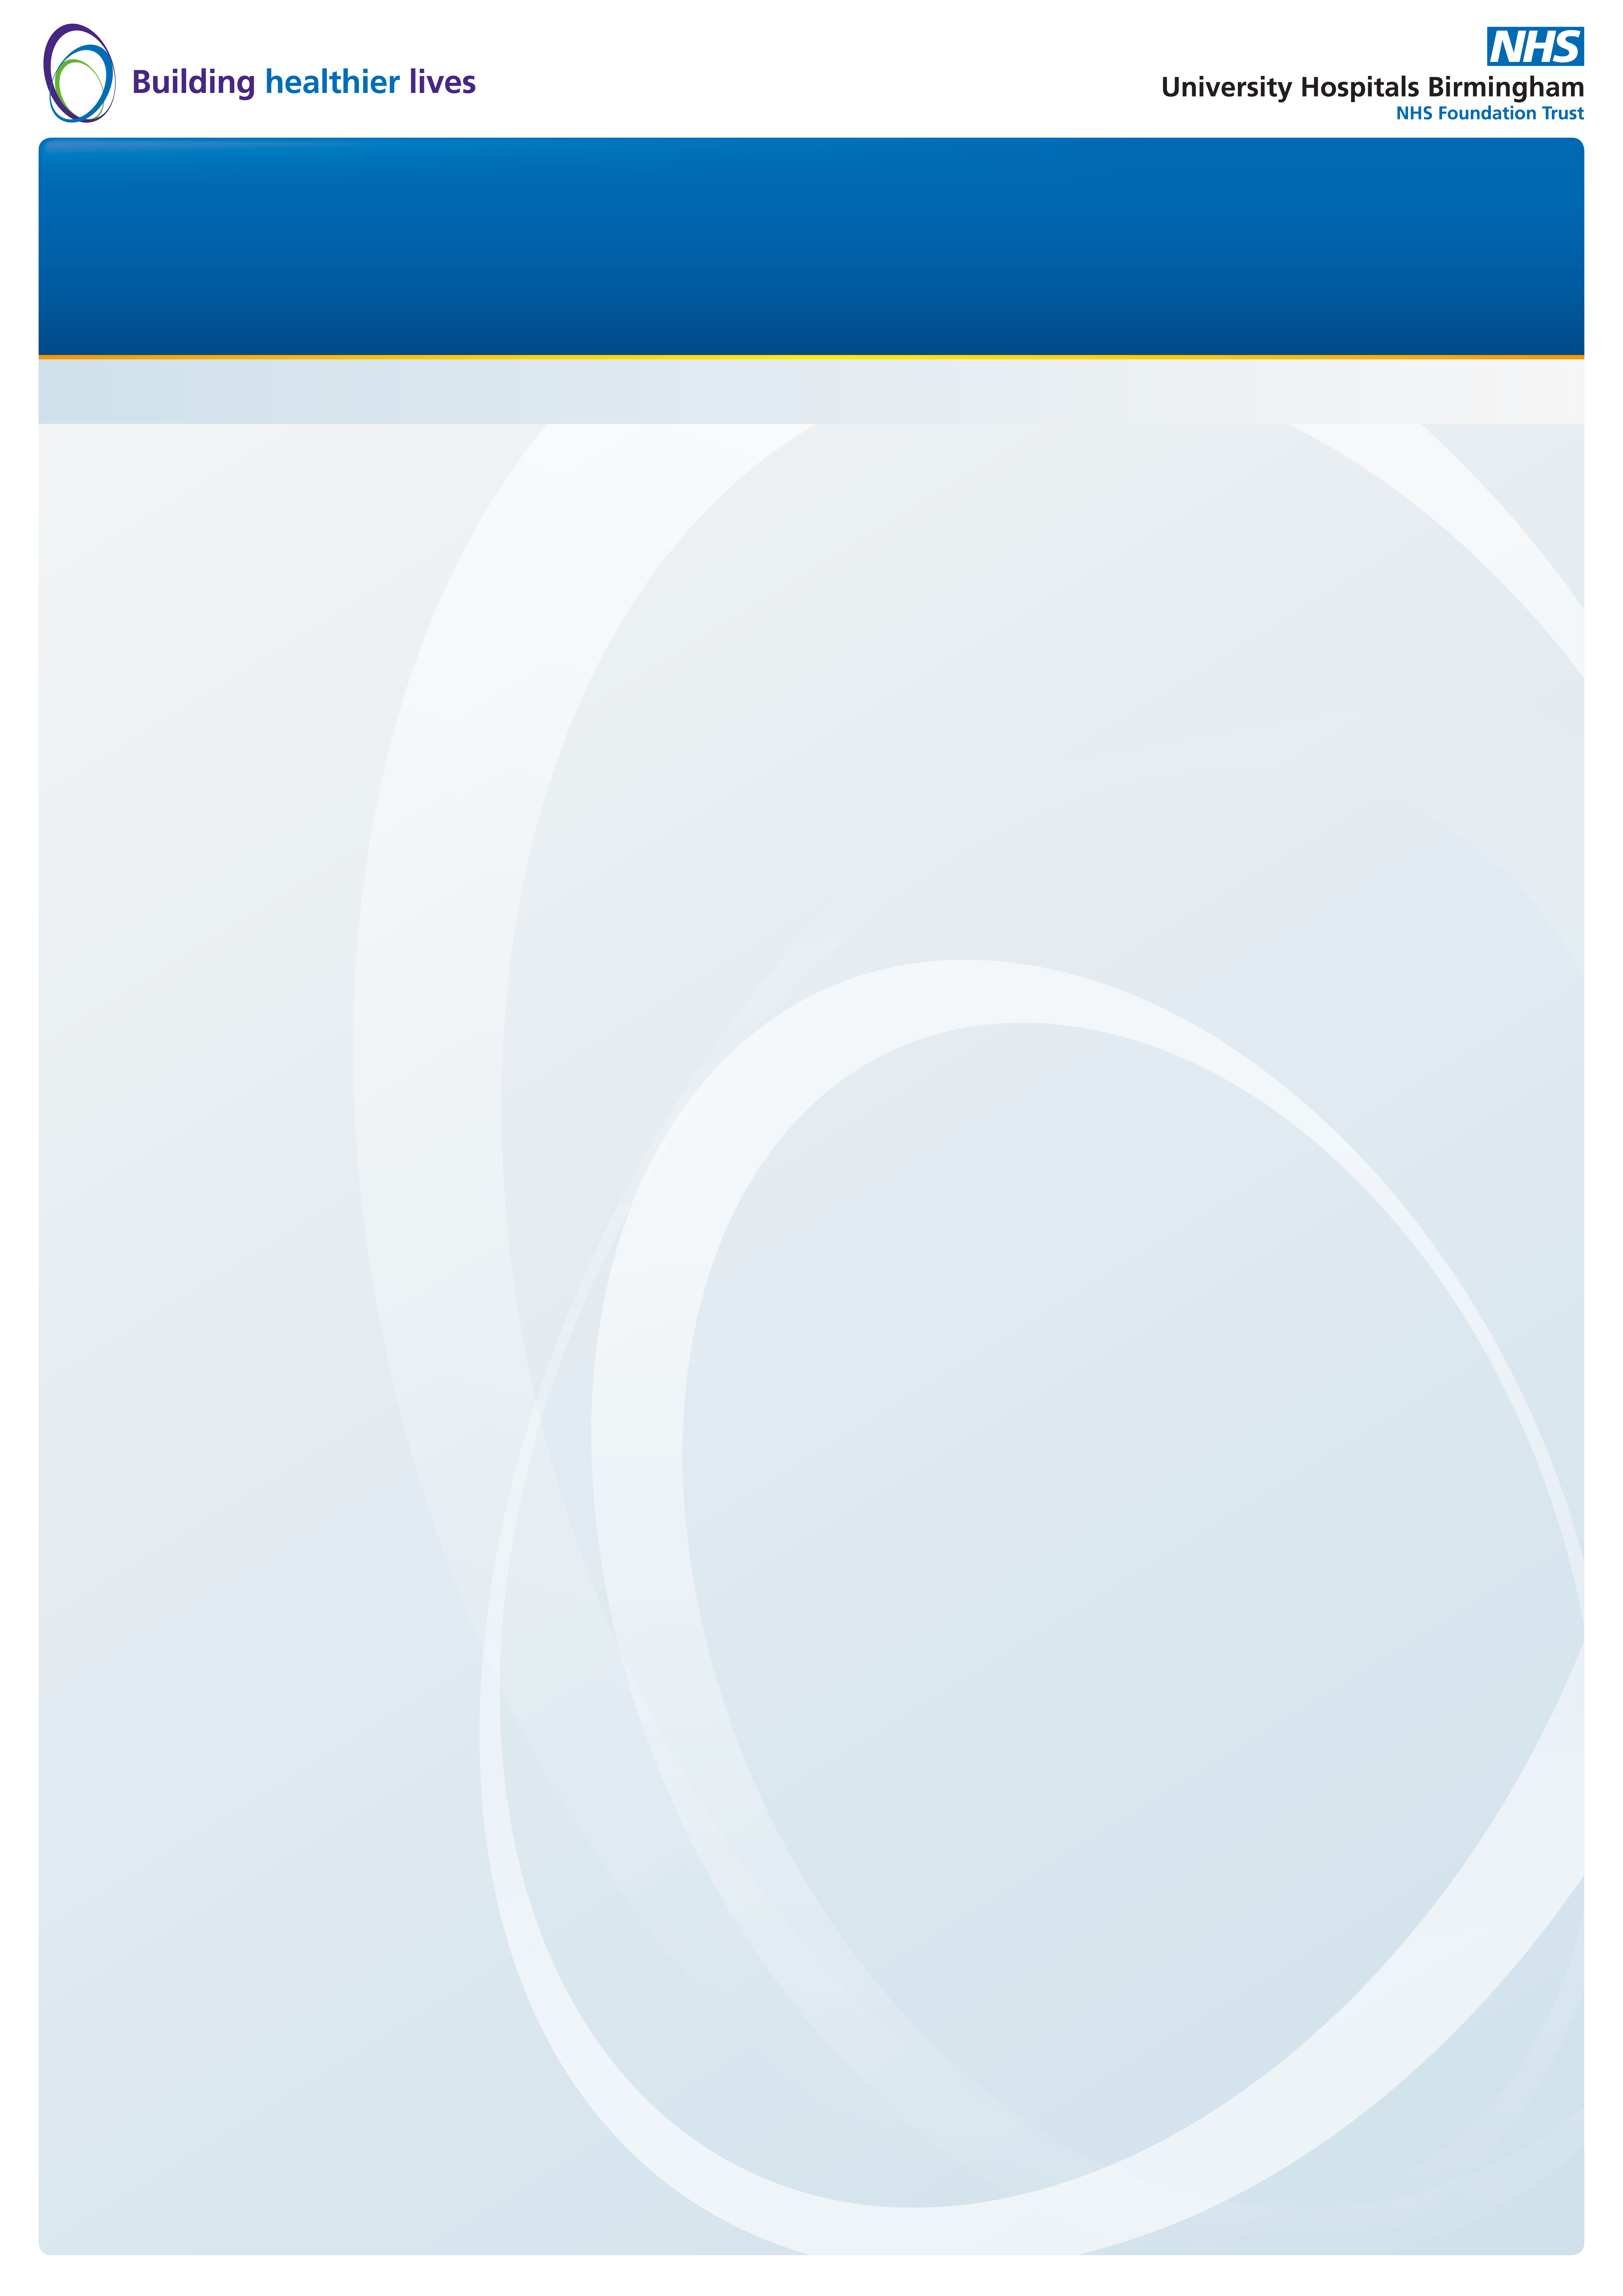 Building healthier lives
NHS
University Hospitals Birmingham
NHS Foundation Trust